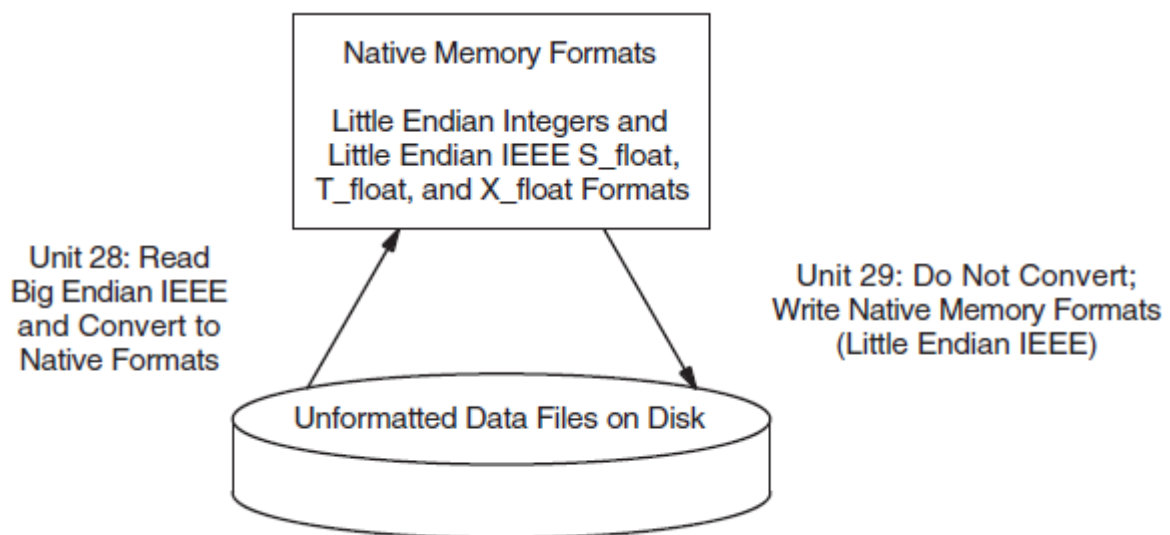 Native Memory Formats
Little Endian Integers and
Little Endian IEEE S_float,
T_float, and X_float Formats
Unit 28: Read
Big Endian IEEE
and Convert to
Native Formats
Unit 29: Do Not Convert;
Write Native Memory Formats
(Little Endian IEEE)
Unformatted Data Files on Disk